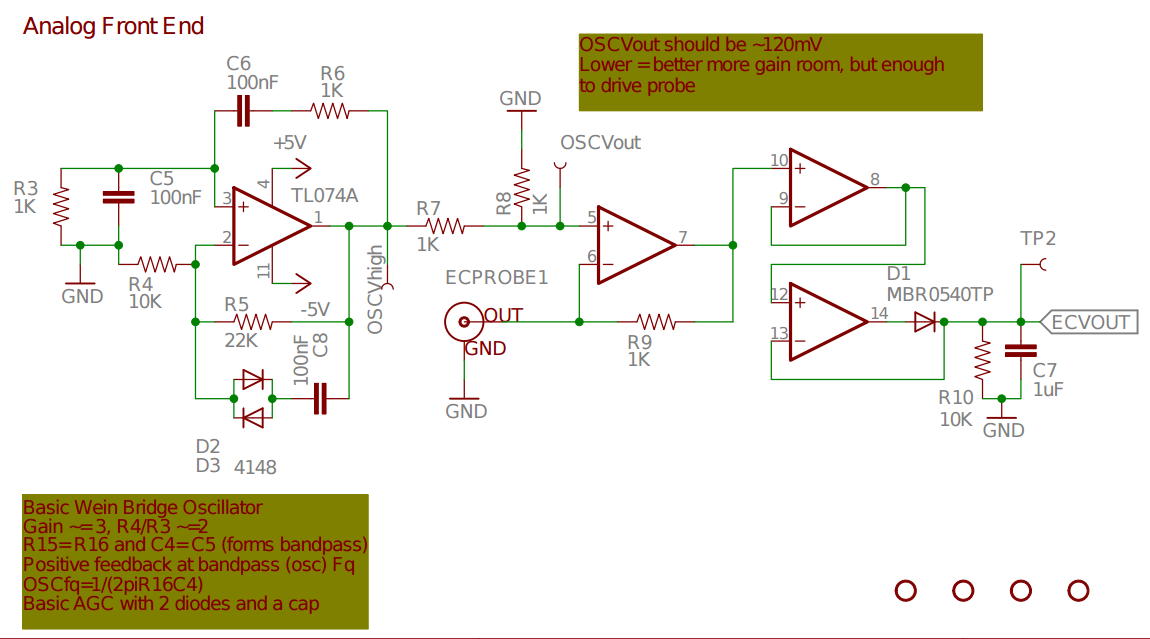 Analog Front End
OSCVout should be ~120mV
Lower = better more gain room, but enough
to drive probe
C6
100nF
R6
1K
GND
+5V
OSCVout
R3
1K
C5
100nF
4
TL074A
3
+
1
2
-
11
R7
1K
R8
1K
5
+
7
6
-
10
+
8
9
-
GND
R4
10K
-5V
OSCVhigh
ECPROBE1
OUT
GND
GND
R5
22K
100nF
C8
R9
1K
12
+
14
13
-
D1
MBR0540TP
TP2
ECVOUT
R10
10K
C7
1uF
GND
D2
D3
4148
Basic Wein Bridge Oscillator
Gain ~=3, R4/R3 ~=2
R15=R16 and C4=C5 (forms bandpass)
Positive feedback at bandpass (osc) Fq
OSCfq=1/(2piR16C4)
Basic AGC with 2 diodes and a cap